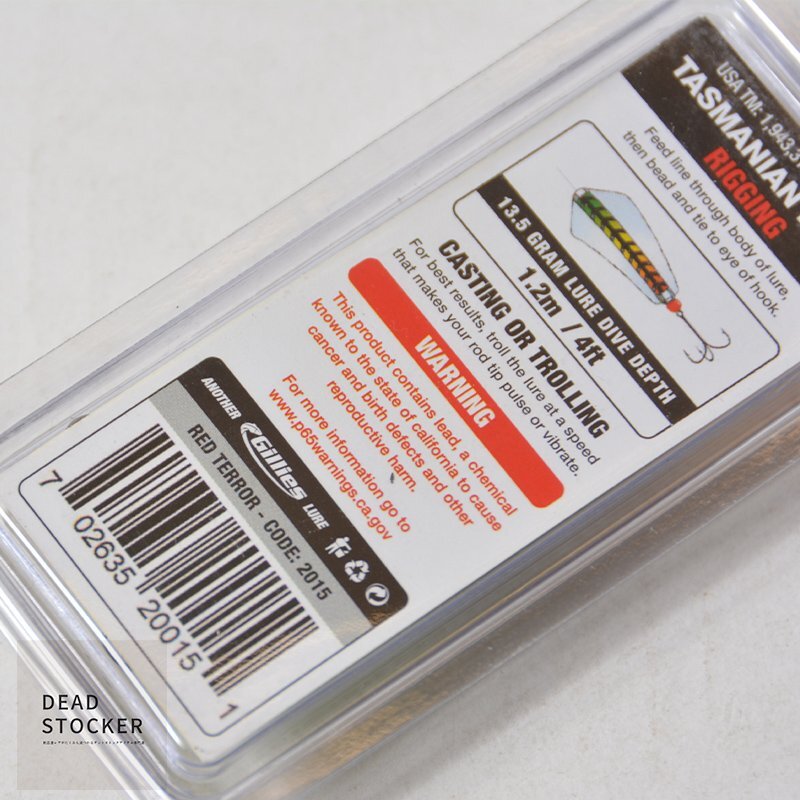 USA TM: 1,943,3
TASMANIAN
RIGGING
Feed line through body of lure,
then bead and tie to eye of hook.
13.5 GRAM LURE DIVE DEPTH
1.2m / 4ft
CASTING OR TROLLING
For best results, troll the lure at a speed
that makes your rod tip pulse or vibrate.
WARNING
This product contains lead, a chemical
known to the state of california to cause
cancer and birth defects and other
reproductive harm.
For more information go to
www.p65warnings.ca.gov
ANOTHER Gillies LURE
RED TERROR - CODE: 2015
7 02635 20015 1
DEAD
STOCKER